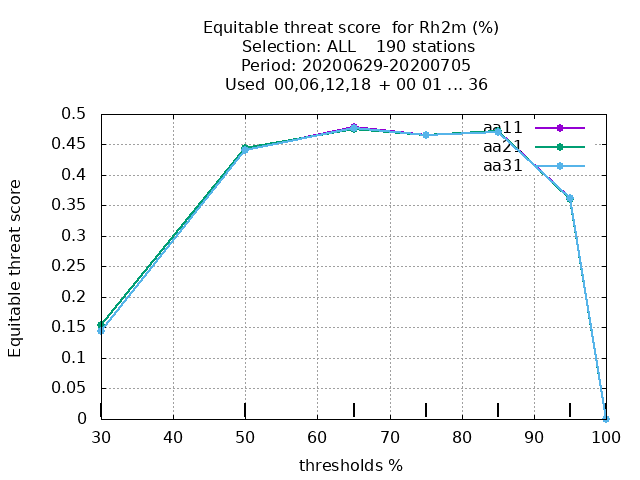 Equitable threat score  for Rh2m (%)
Selection: ALL    190 stations
Period: 20200629-20200705
Used  00,06,12,18 + 00 01 ... 36
0.5
0.45
0.4
0.35
0.3
0.25
0.2
0.15
0.1
0.05
0
Equitable threat score
aa11
aa21
aa31
30 40 50 60 70 80 90 100
thresholds %